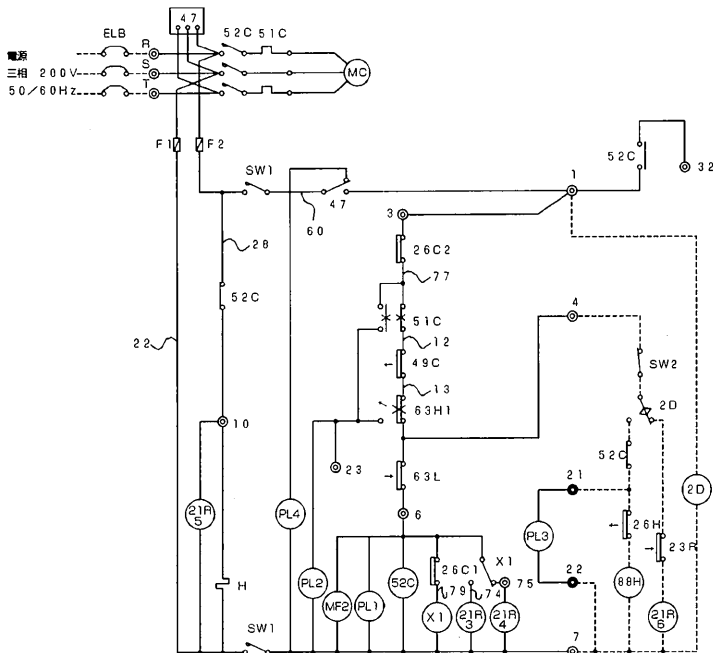 47
ELB
52C 51C
電源
三相 200V
50/60Hz
R
S
T
MC
F1
F2
SW1
47
60
1
52C
32
3
26C2
77
28
52C
22
51C
12
49C
13
63H1
4
SW2
2D
10
23
63L
52C
21
21R
5
PL4
6
PL3
26H
23R
2D
H
PL2
MF2
PL1
52C
26C1
79
74
X1
75
22
88H
X1
21R
3
21R
4
21R
6
SW1
7